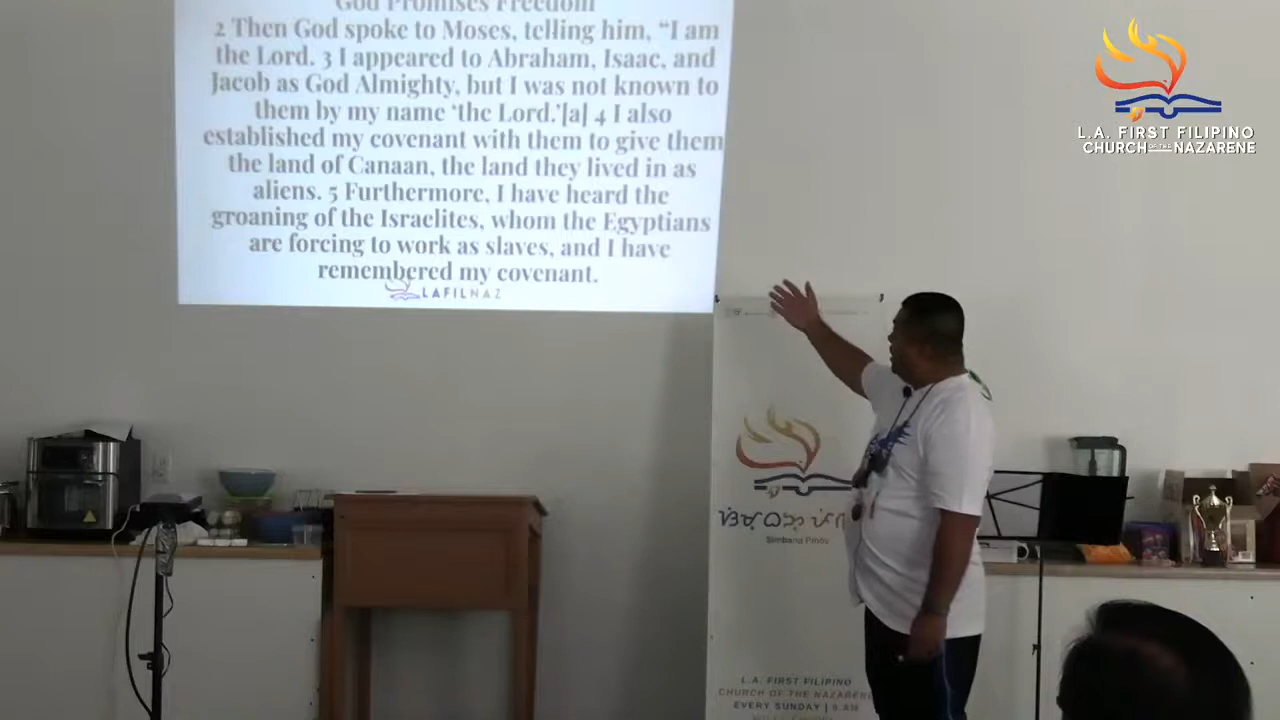 God Promises Freedom
2 Then God spoke to Moses, telling him, “I am
the Lord. 3 I appeared to Abraham, Isaac, and
Jacob as God Almighty, but I was not known to
them by my name ‘the Lord.’[a] 4 I also
established my covenant with them to give them
the land of Canaan, the land they lived in as
aliens. 5 Furthermore, I have heard the
groaning of the Israelites, whom the Egyptians
are forcing to work as slaves, and I have
remembered my covenant.
LAFILNAZ
L.A. FIRST FILIPINO
CHURCH OF THE NAZARENE
Simbang Pinoy
L.A. FIRST FILIPINO
CHURCH OF THE NAZARENE
EVERY SUNDAY | 9 AM